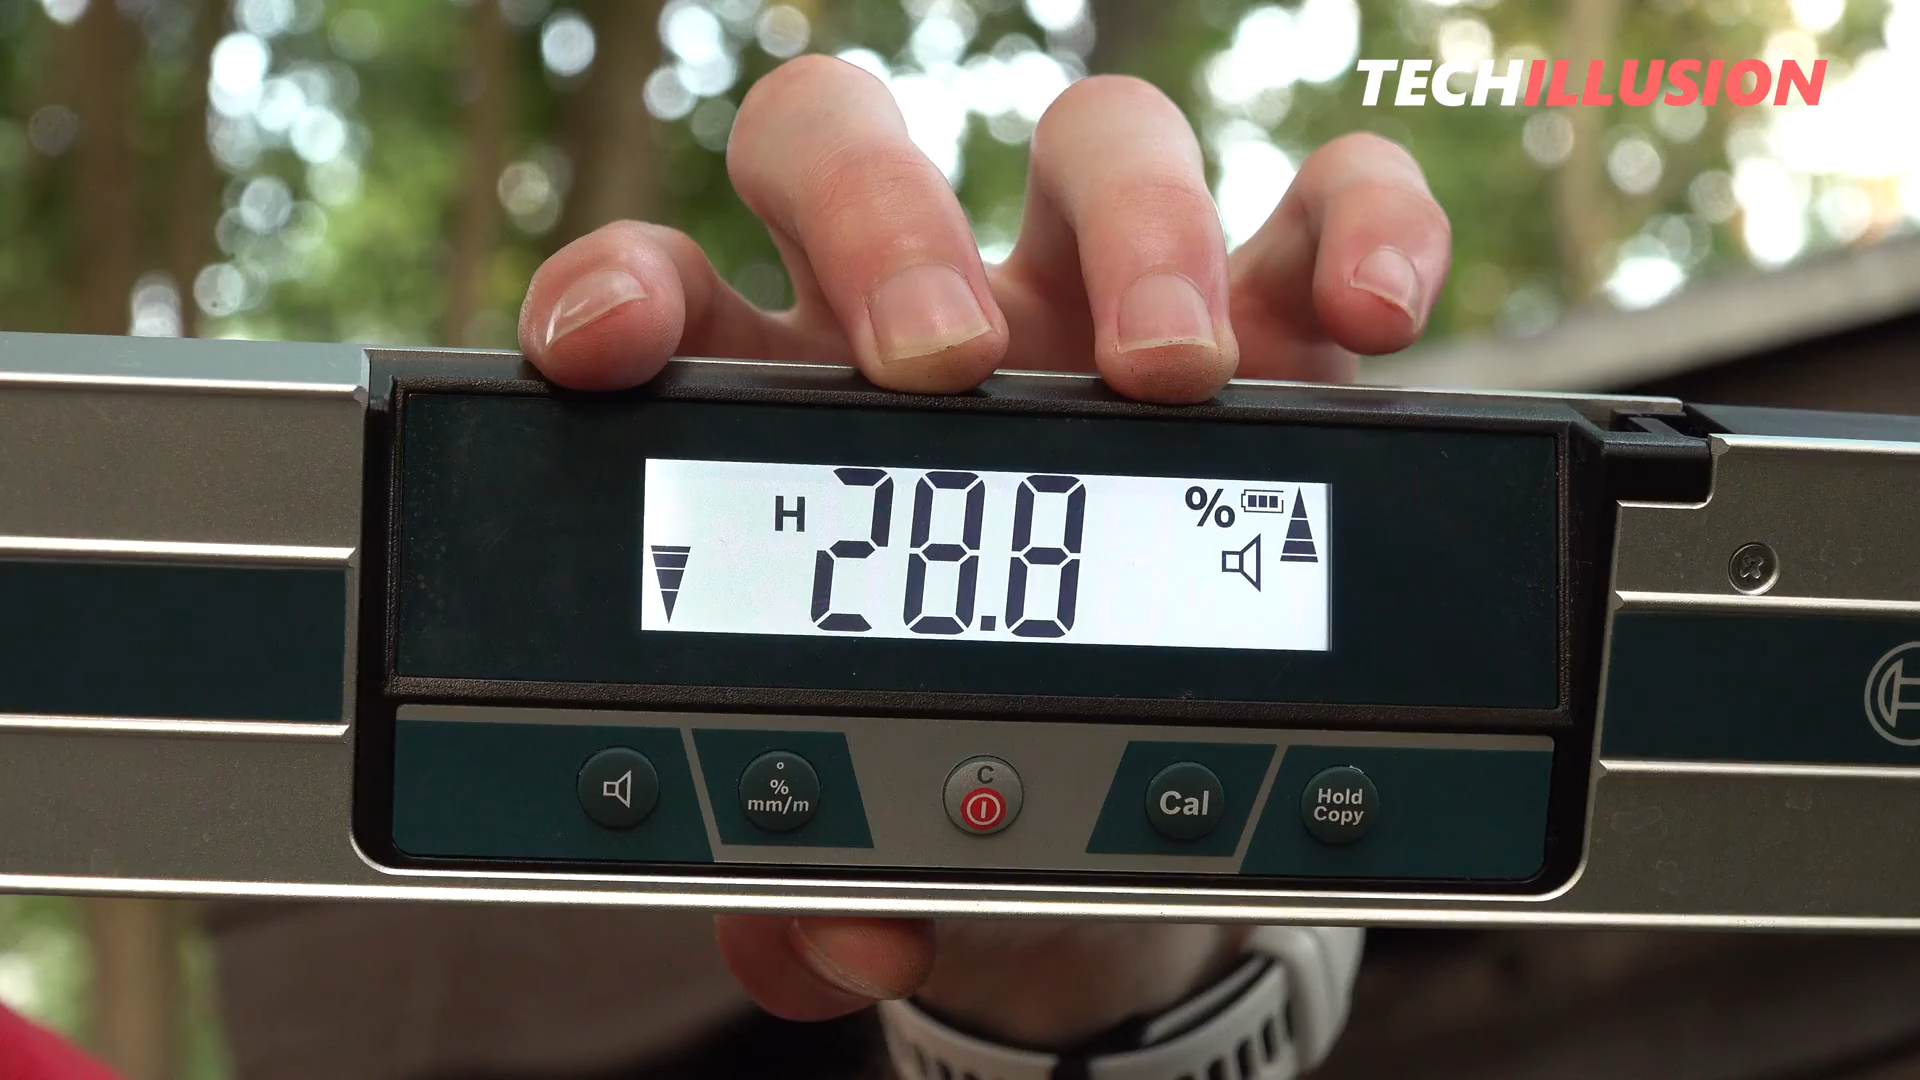 TECHILLUSION
H 28.8 %
°
%
mm/m
C
Cal
Hold
Copy